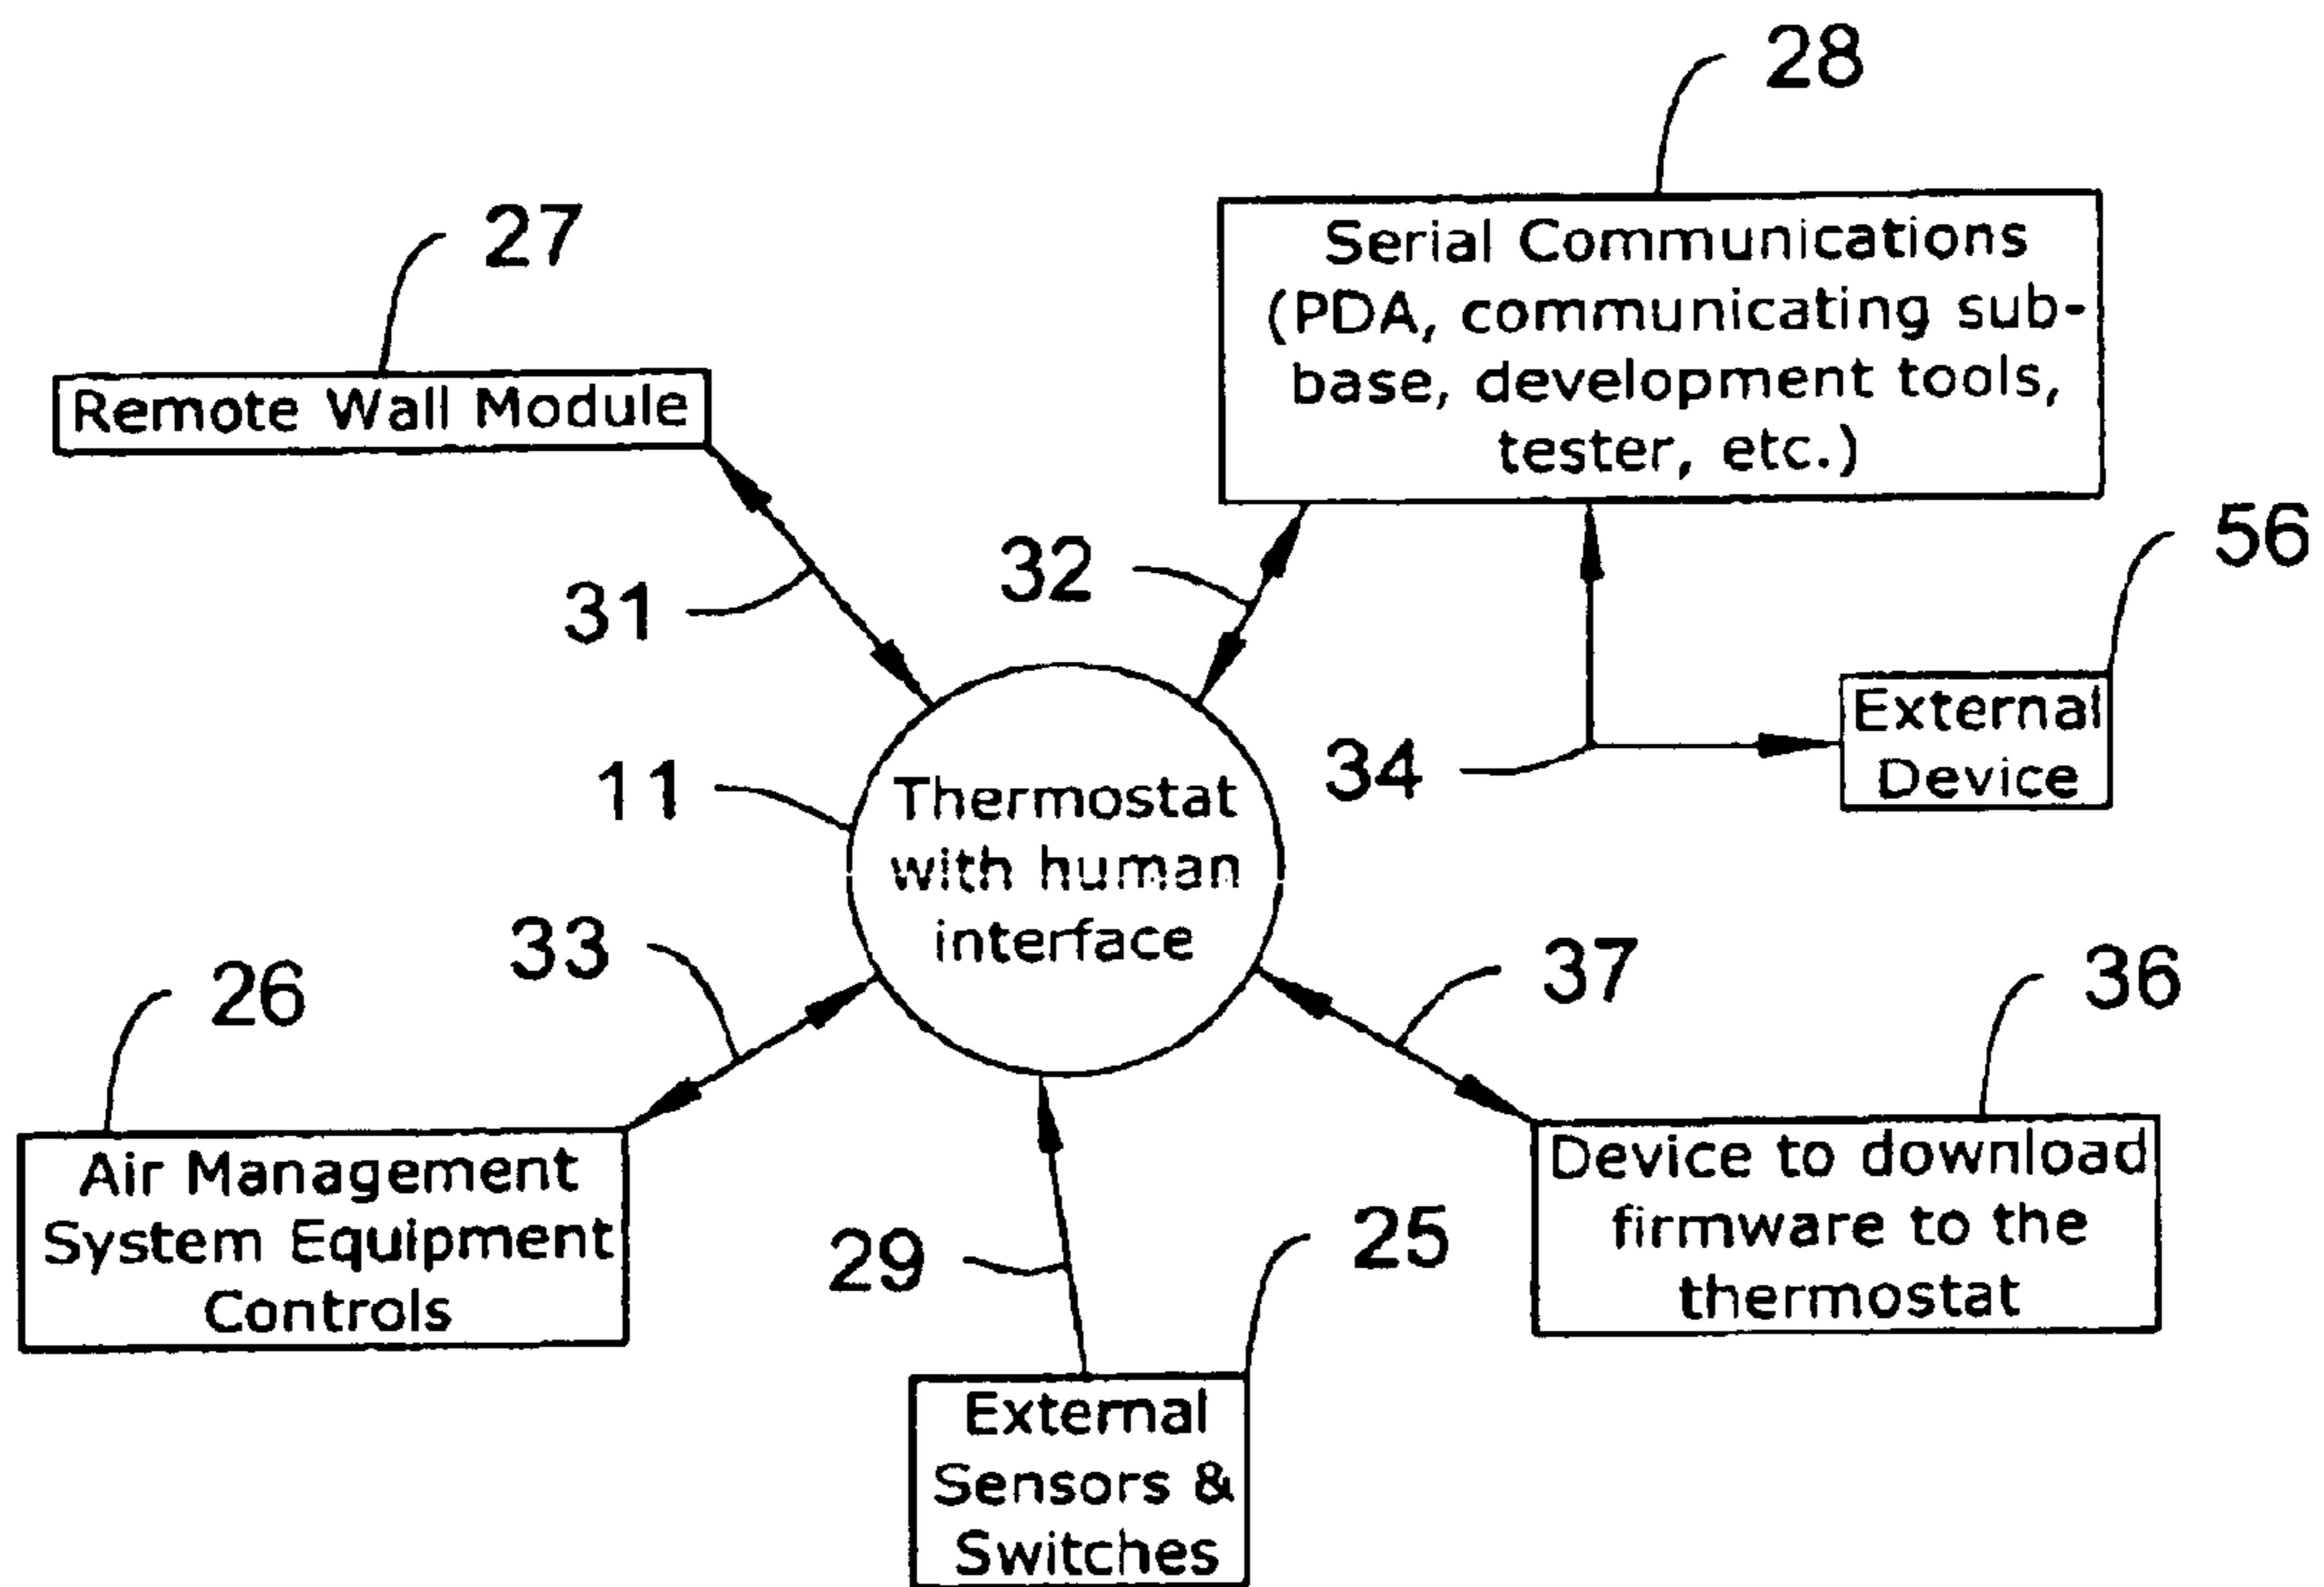 28
27
Serial Communications
(PDA, communicating sub-
base, development tools,
tester, etc.)
Remote Wall Module
56
32
31
External
Device
34
11
Thermostat
with human
interface
33
37
26
36
Air Management
System Equipment
Controls
Device to download
firmware to the
thermostat
29
25
External
Sensors &
Switches